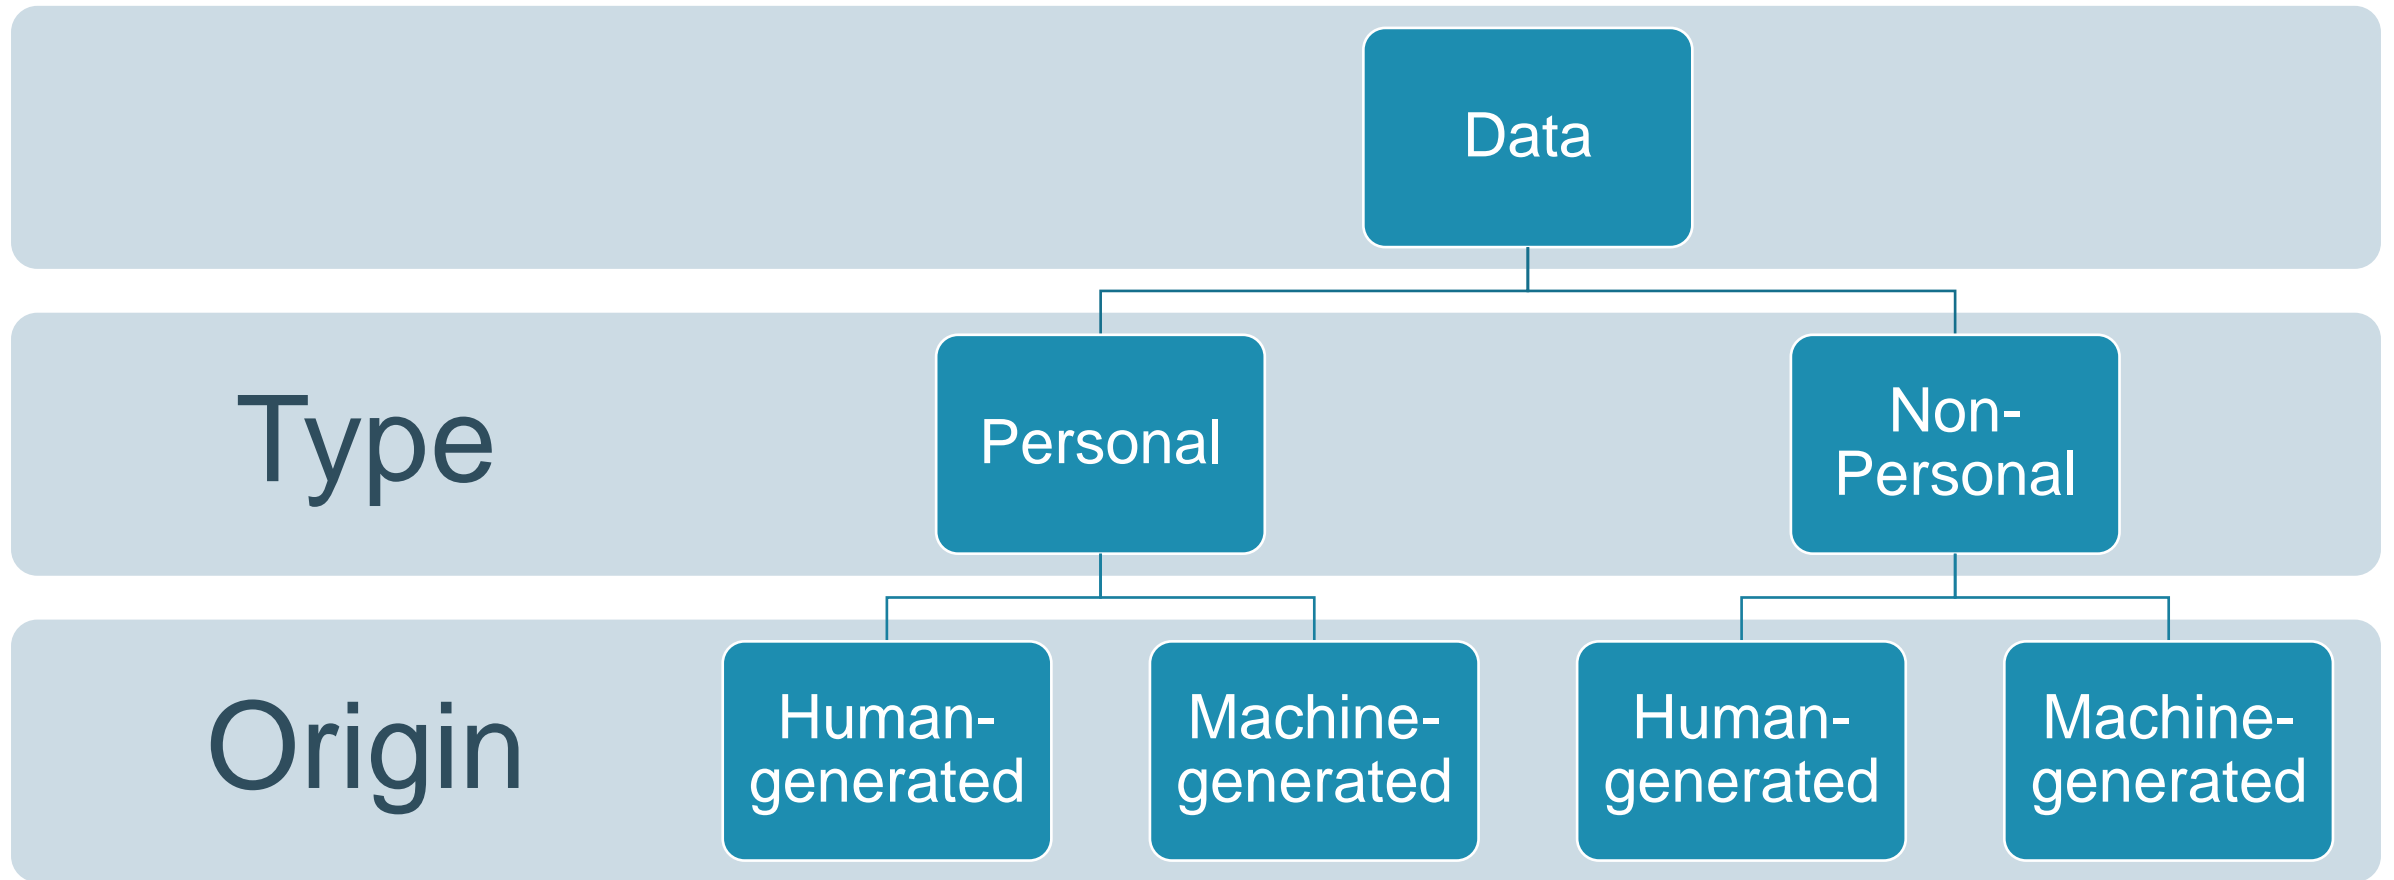 Data
Type
Personal
Non-
Personal
Origin
Human-
generated
Machine-
generated
Human-
generated
Machine-
generated